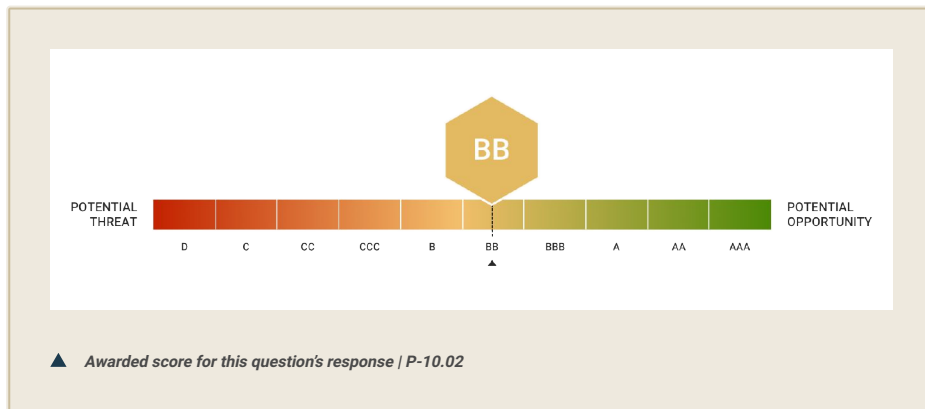 BB
POTENTIAL
THREAT
POTENTIAL
OPPORTUNITY
D C CC CCC B BB BBB A AA AAA
Awarded score for this question's response | P-10.02